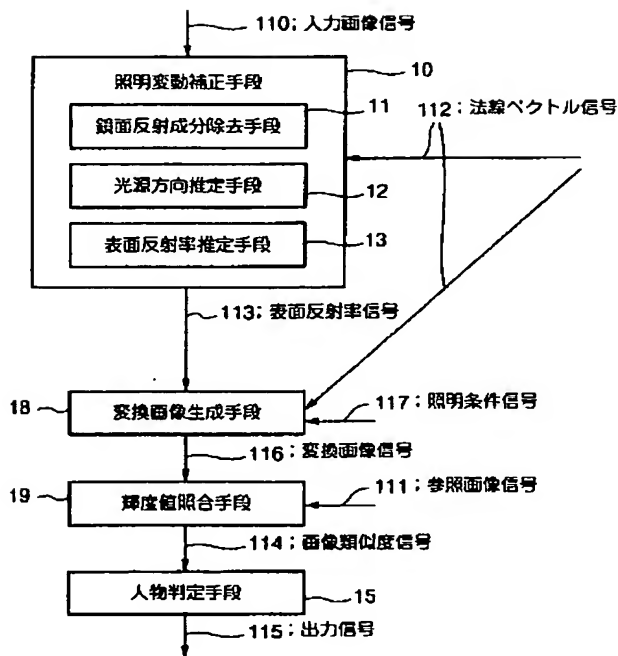 110；入力画像信号
照明変動補正手段
10
鏡面反射成分除去手段
11
112；法線ベクトル信号
光源方向推定手段
12
表面反射率推定手段
13
113；表面反射率信号
18
変換画像生成手段
117；照明条件信号
116；変換画像信号
19
輝度値照合手段
111；参照画像信号
114；画像類似度信号
人物判定手段
15
115；出力信号